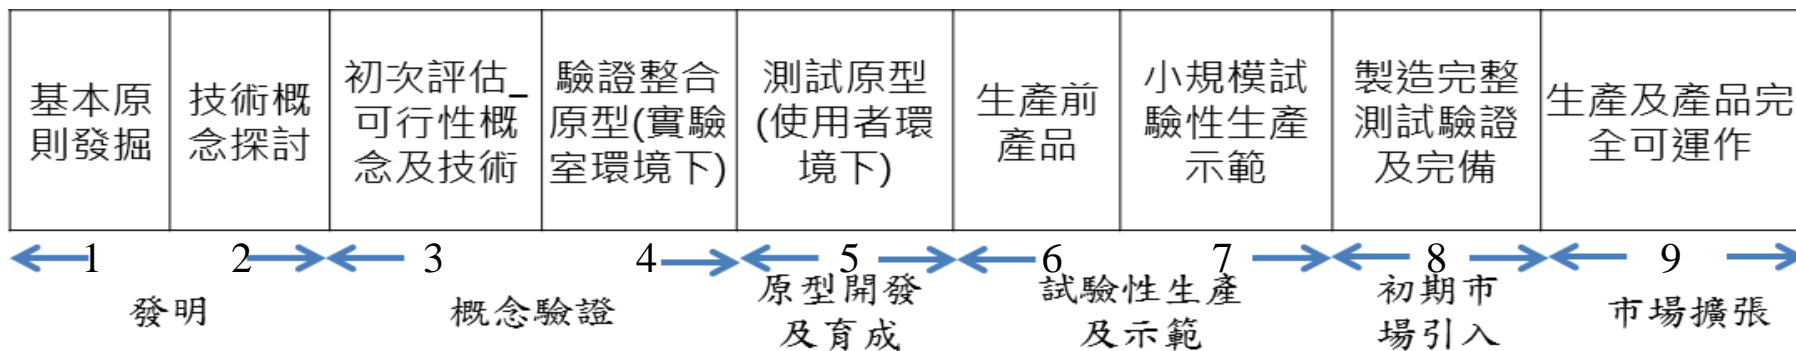 基本原
則發掘
技術概
念探討
初次評估_
可行性概
念及技術
驗證整合
原型(實驗
室環境下)
測試原型
(使用者環
境下)
生產前
產品
小規模試
驗性生產
示範
製造完整
測試驗證
及完備
生產及產品完
全可運作
1
2
3
4
5
6
7
8
9
發明
概念驗證
原型開發
及育成
試驗性生產
及示範
初期市
場引入
市場擴張